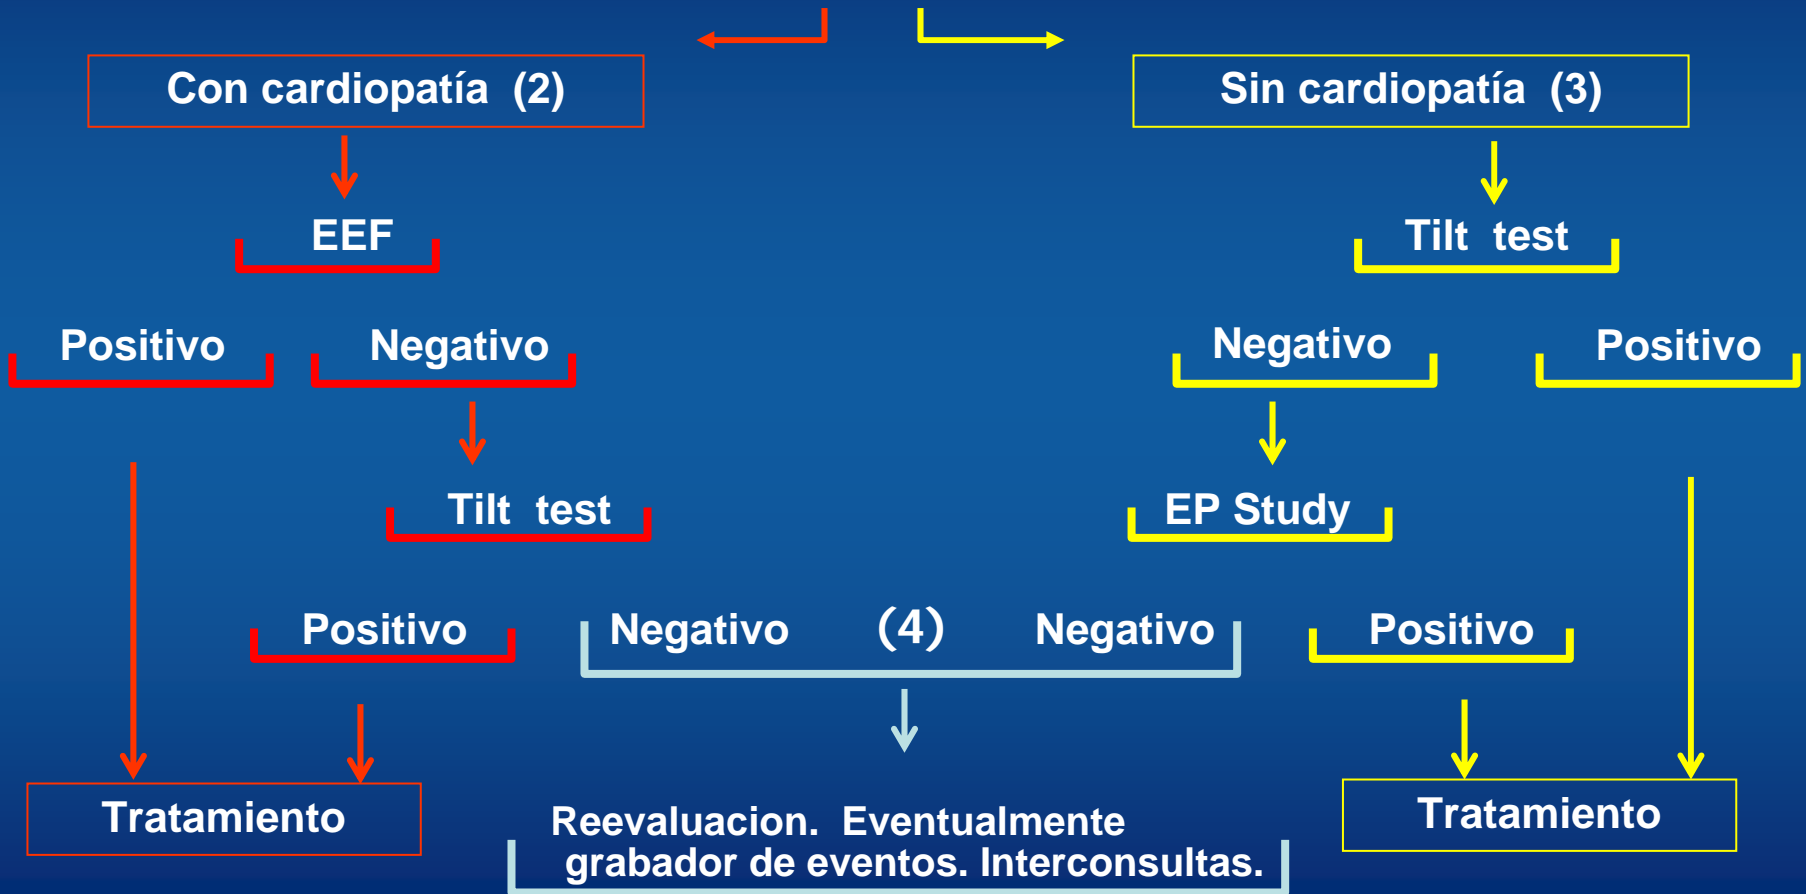 Con cardiopatía (2)
Sin cardiopatía (3)
EEF
Tilt test
Positivo
Negativo
Negativo
Positivo
Tilt test
EP Study
Positivo
Negativo
(4)
Negativo
Positivo
Tratamiento
Reevaluacion. Eventualmente
grabador de eventos. Interconsultas.
Tratamiento